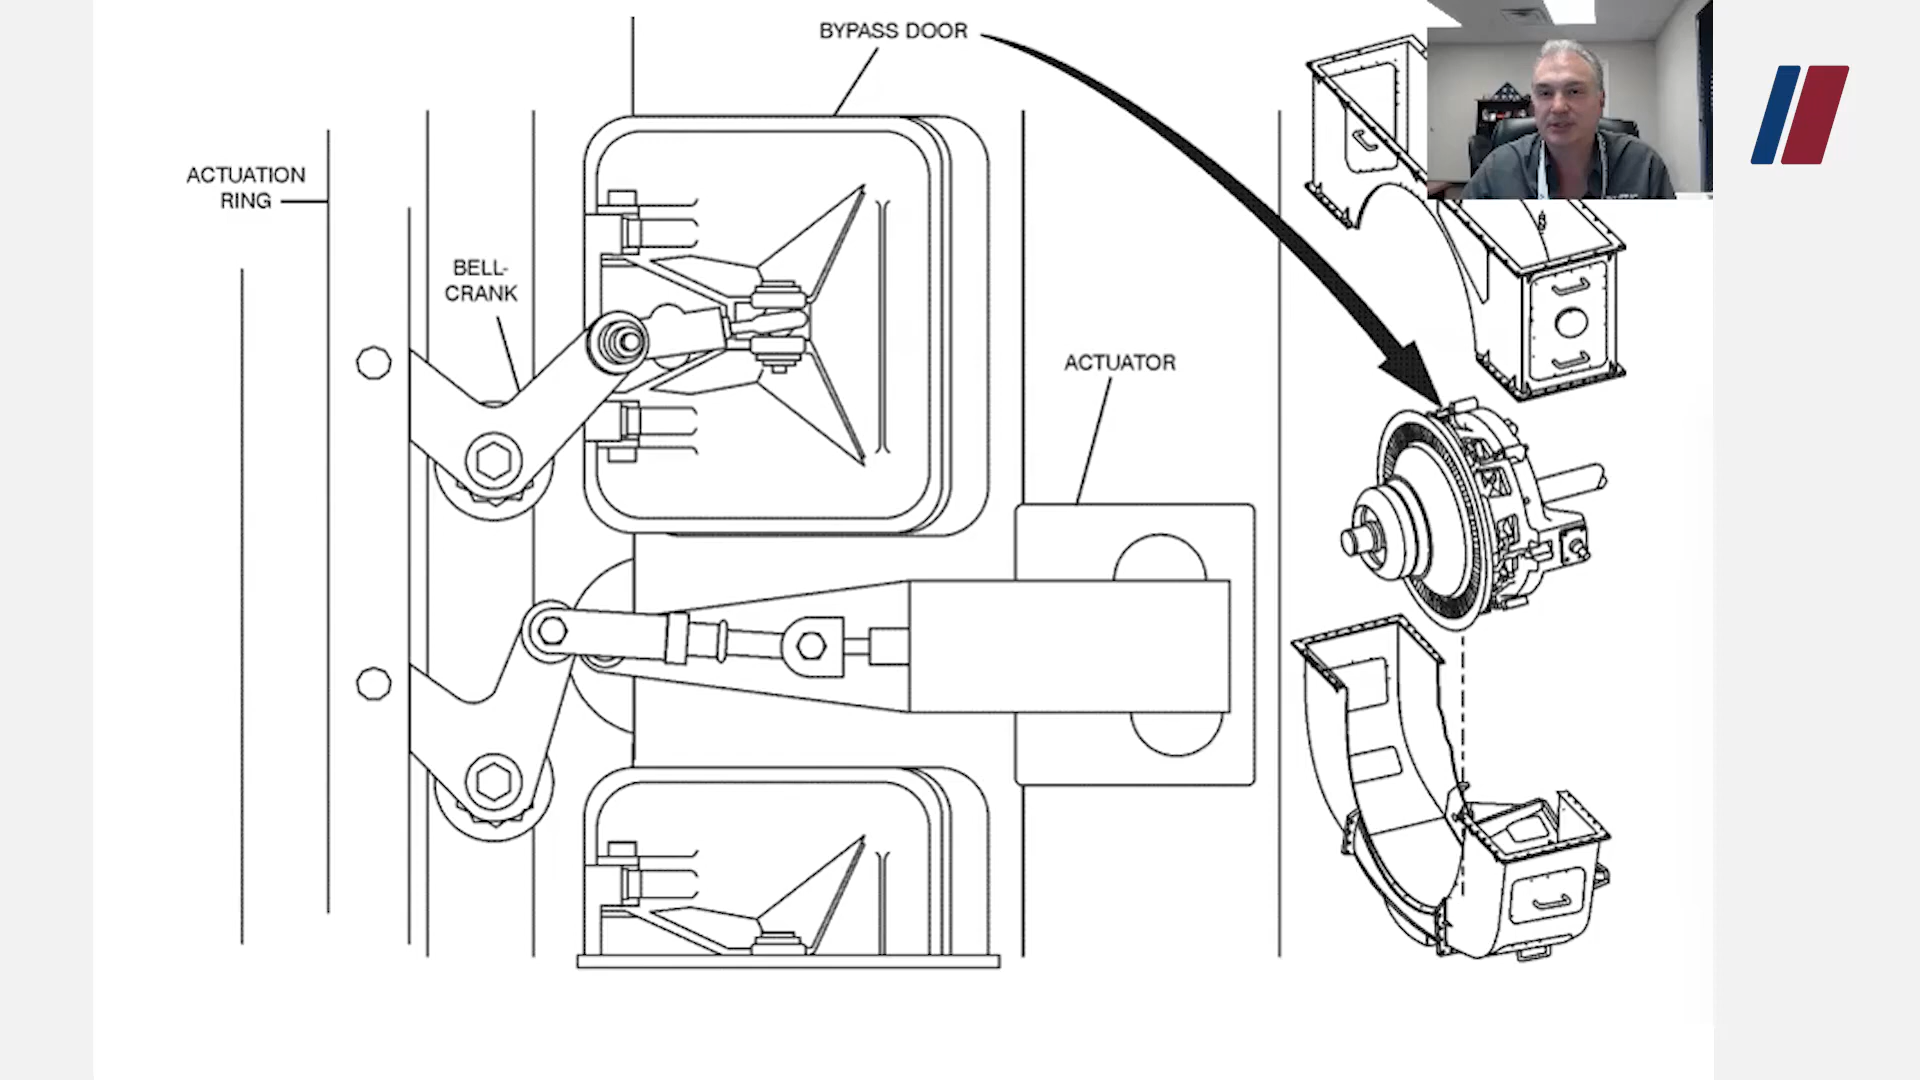 BYPASS DOOR
ACTUATION
RING
BELL-
CRANK
ACTUATOR